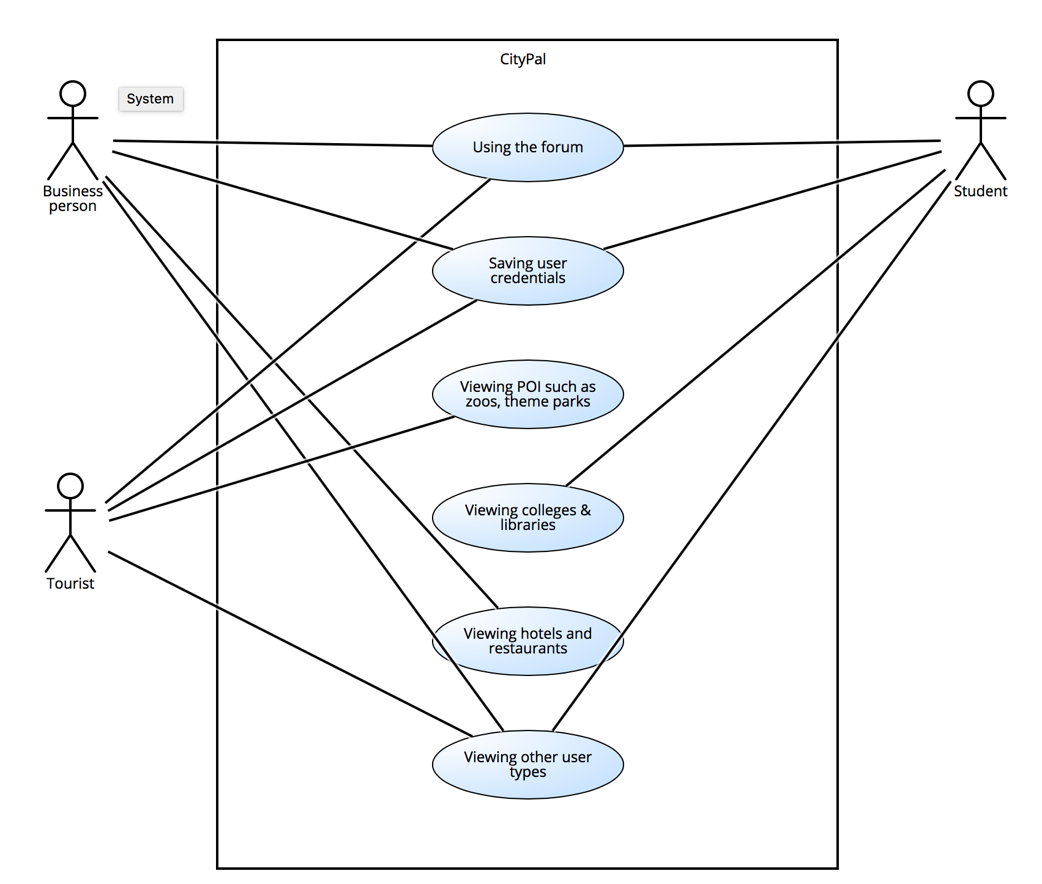 CityPal
System
Using the forum
Business
person
Student
Saving user
credentials
Viewing POI such as
zoos, theme parks
Viewing colleges &
libraries
Tourist
Viewing hotels and
restaurants
Viewing other user
types